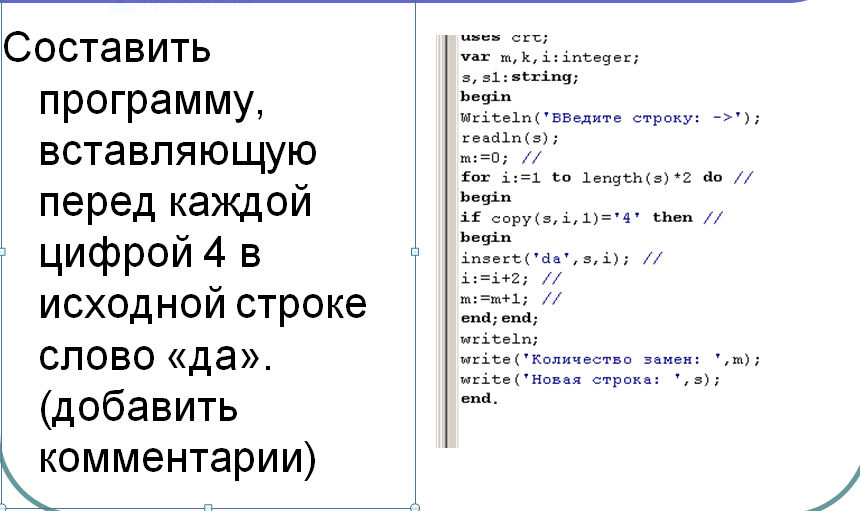 Составить
программу,
вставляющую
перед каждой
цифрой 4 в
исходной строке
слово «да».
(добавить
комментарии)
uses crt;
var m,k,i:integer;
s,s1:string;
begin
Writeln('ВВедите строку: ->');
readln(s);
m:=0; //
for i:=1 to length(s)*2 do //
begin
if copy(s,i,1)='4' then //
begin
insert('da',s,i); //
i:=i+2; //
m:=m+1; //
end;end;
writeln;
write('Количество замен: ',m);
write('Новая строка: ',s);
end.